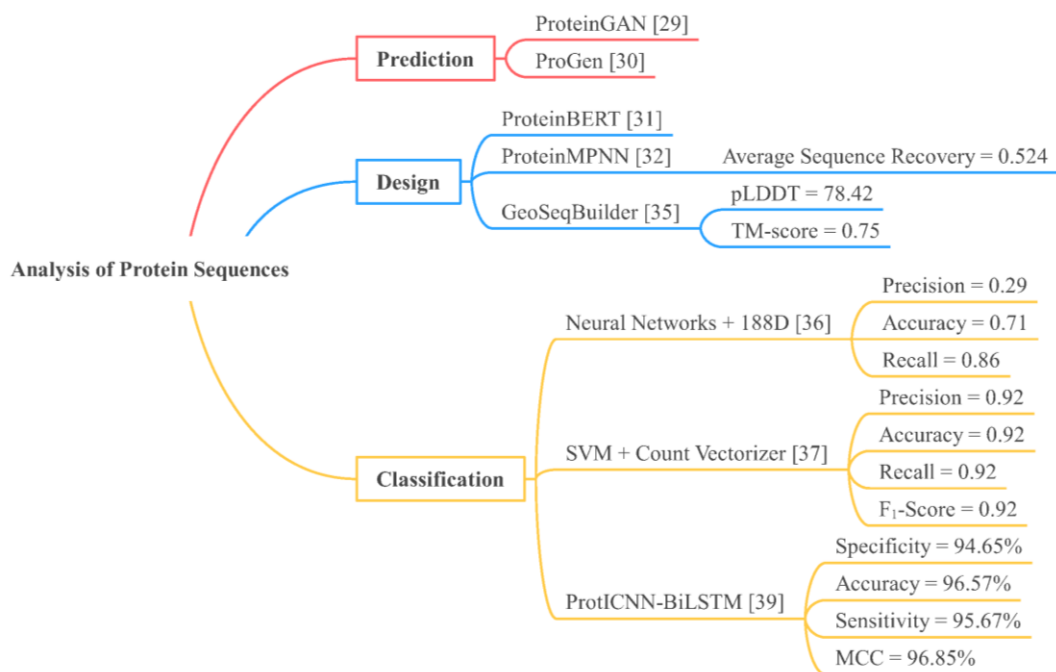 ProteinGAN [29]
Prediction
ProGen [30]
ProteinBERT [31]
ProteinMPNN [32]
Average Sequence Recovery = 0.524
Design
pLDDT = 78.42
GeoSeqBuilder [35]
TM-score = 0.75
Analysis of Protein Sequences
Precision = 0.29
Neural Networks + 188D [36]
Accuracy = 0.71
Recall = 0.86
Precision = 0.92
Accuracy = 0.92
SVM + Count Vectorizer [37]
Recall = 0.92
Classification
F₁-Score = 0.92
Specificity = 94.65%
Accuracy = 96.57%
ProtICNN-BiLSTM [39]
Sensitivity = 95.67%
MCC = 96.85%